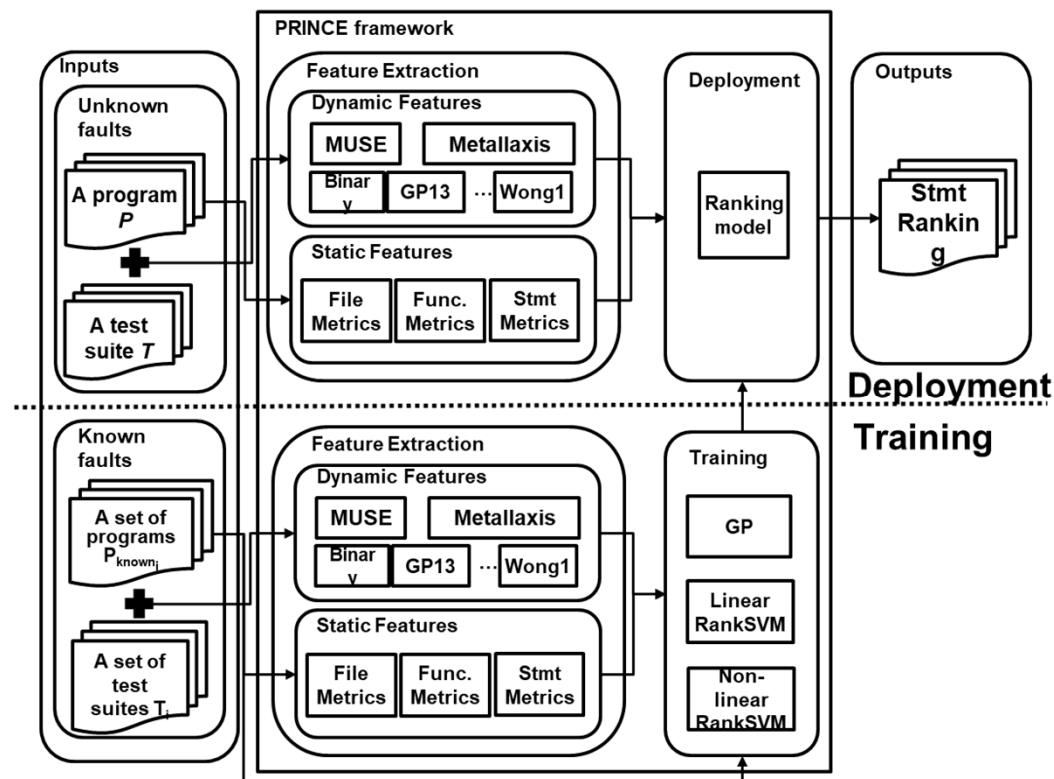 PRINCE framework
Inputs
Unknown
faults
A program
P
A test
suite T
Feature Extraction
Dynamic Features
MUSE
Metallaxis
Binar
y
GP13
...
Wong1
Static Features
File
Metrics
Func.
Metrics
Stmt
Metrics
Deployment
Ranking
model
Outputs
Stmt
Rankin
g
Deployment
Training
Known
faults
A set of
programs
Pknowni
A set of
test
suites Ti
Feature Extraction
Dynamic Features
MUSE
Metallaxis
Binar
y
GP13
...
Wong1
Static Features
File
Metrics
Func.
Metrics
Stmt
Metrics
Training
GP
Linear
RankSVM
Non-
linear
RankSVM